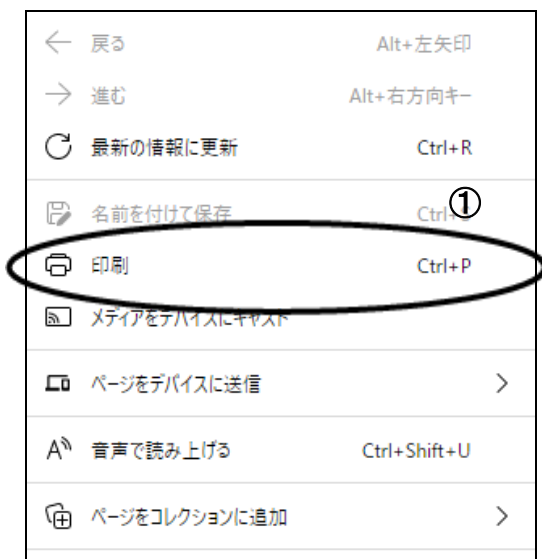 戻る Alt+左矢印
進む Alt+右方向キー
最新の情報に更新 Ctrl+R
①
名前を付けて保存 Ctrl+
印刷 Ctrl+P
メディアをデバイスにキャスト
ページをデバイスに送信
音声で読み上げる Ctrl+Shift+U
ページをコレクションに追加